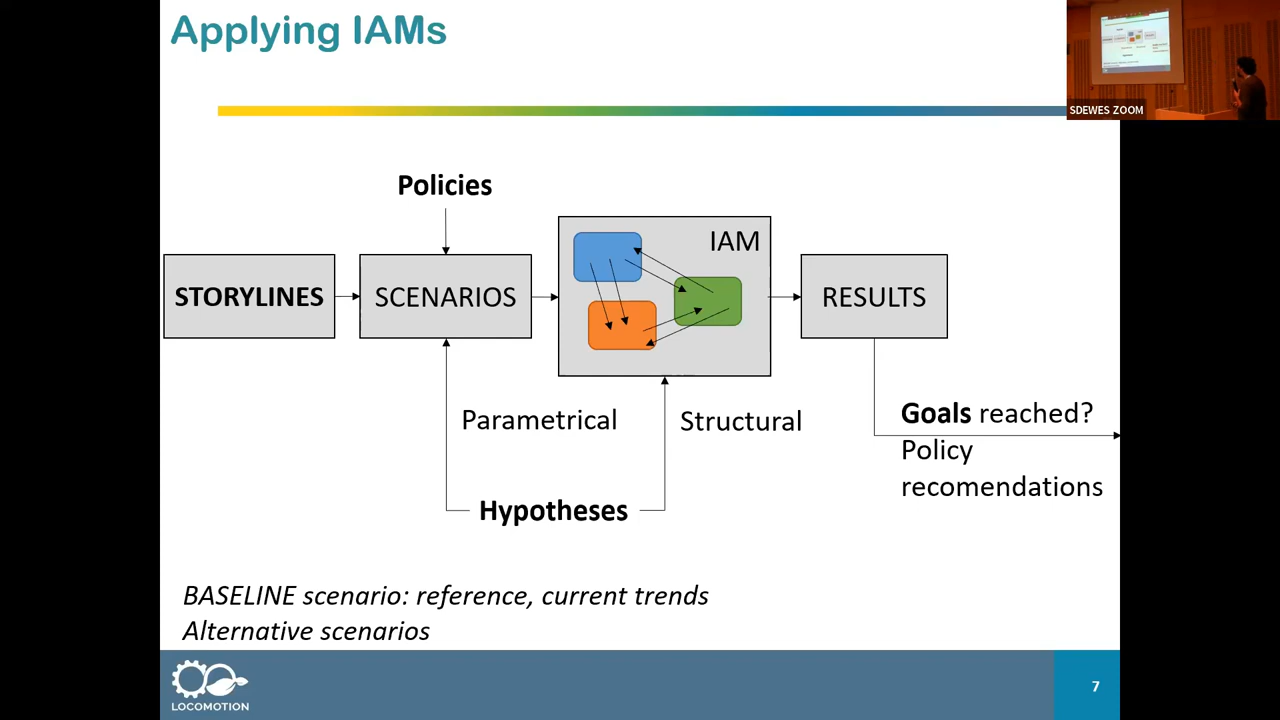 Applying IAMs
SDEWES ZOOM
Policies
STORYLINES
SCENARIOS
IAM
RESULTS
Parametrical
Structural
Goals reached?
Policy
recomendations
Hypotheses
BASELINE scenario: reference, current trends
Alternative scenarios
LOCOMOTION
7